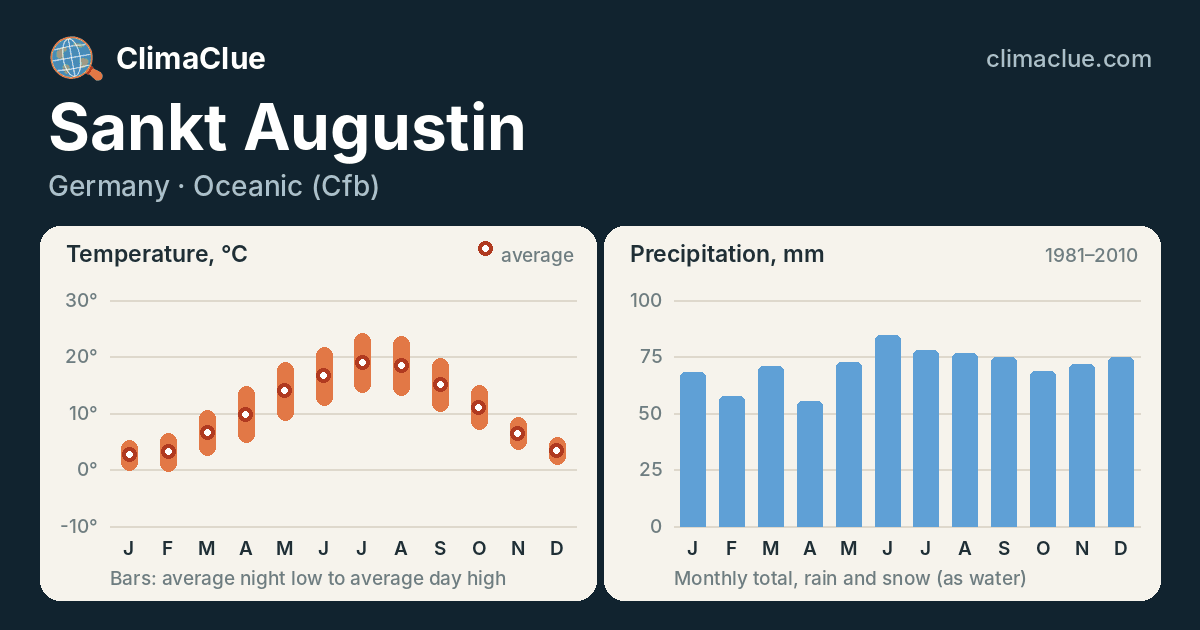 ClimaClue
climaclue.com
Sankt Augustin
Germany · Oceanic (Cfb)
Temperature, °C
average
30°
20°
10°
0°
-10°
J F M A M J J A S O N D
Bars: average night low to average day high
Precipitation, mm
1981–2010
100
75
50
25
0
J F M A M J J A S O N D
Monthly total, rain and snow (as water)